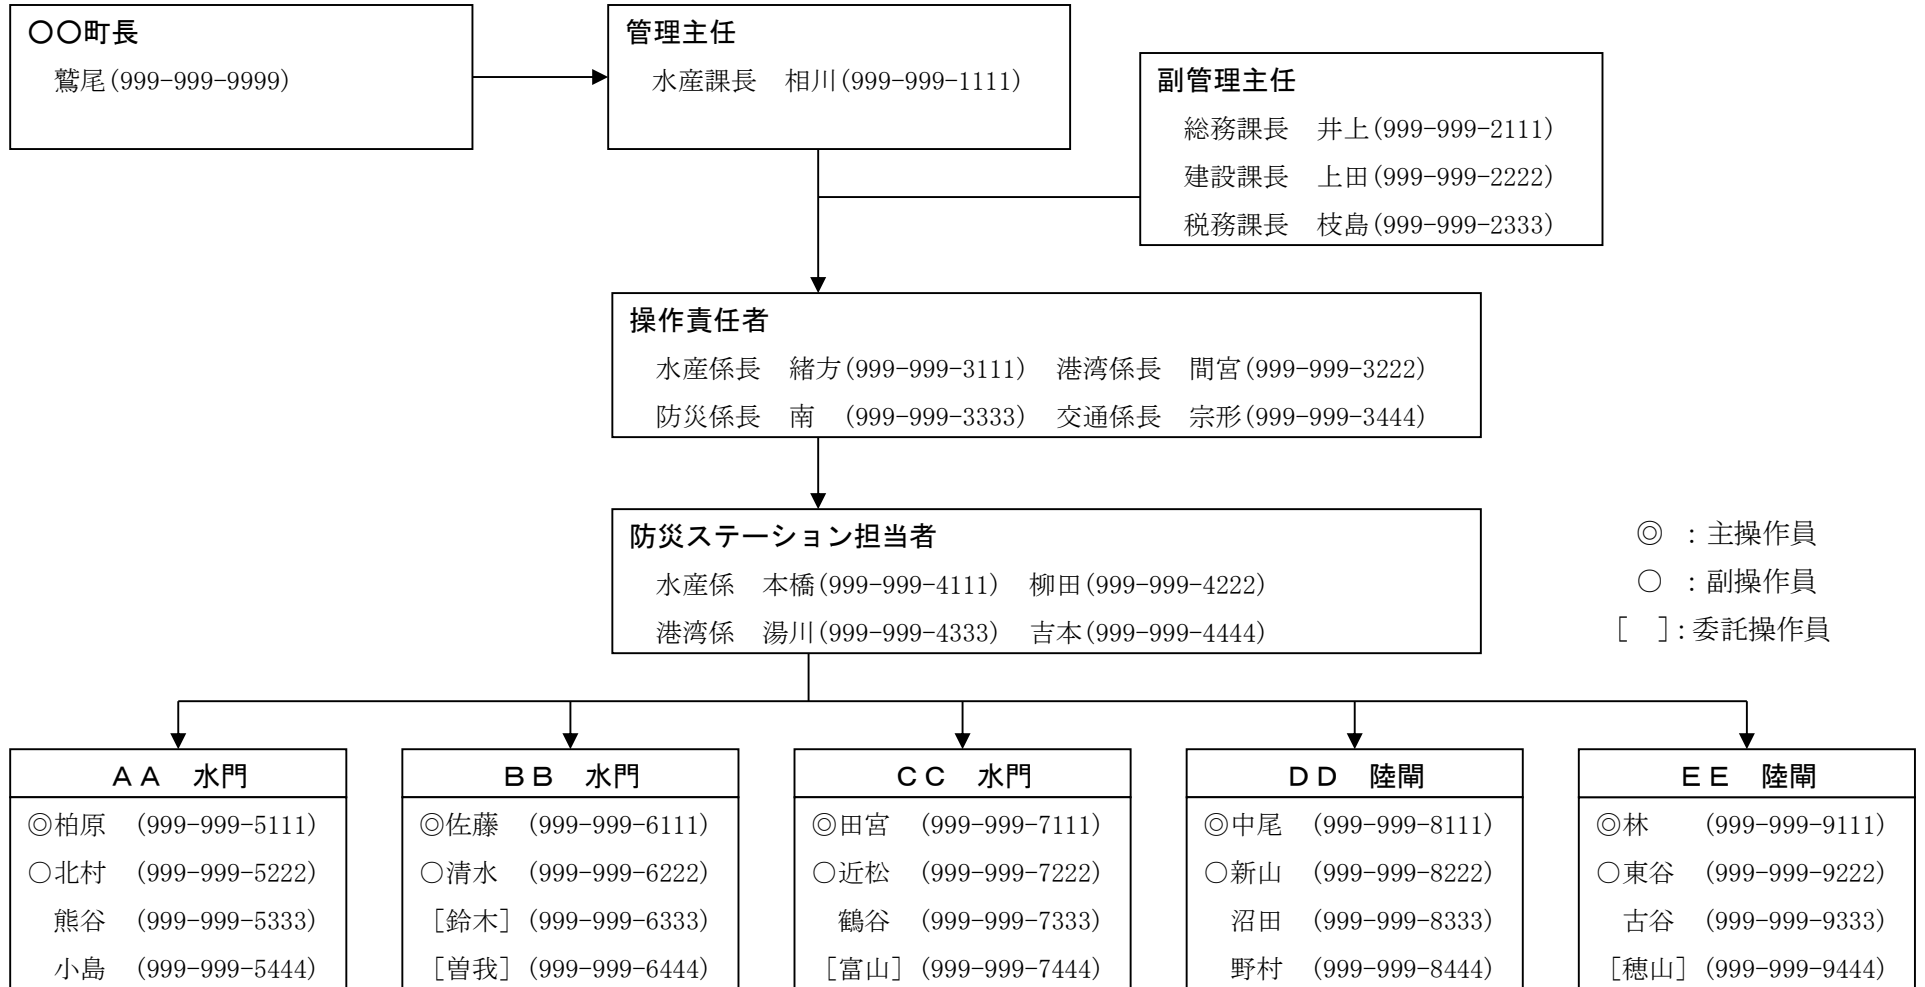 〇〇町長
鷲尾(999-999-9999)
管理主任
水産課長　相川(999-999-1111)
副管理主任
総務課長　井上(999-999-2111)
建設課長　上田(999-999-2222)
税務課長　枝島(999-999-2333)
操作責任者
水産係長　緒方(999-999-3111)　港湾係長　間宮(999-999-3222)
防災係長　南　(999-999-3333)　交通係長　宗形(999-999-3444)
防災ステーション担当者
水産係　本橋(999-999-4111)　柳田(999-999-4222)
港湾係　湯川(999-999-4333)　吉本(999-999-4444)
◎　：主操作員
○　：副操作員
［　］：委託操作員
ＡＡ　水門
◎柏原　(999-999-5111)
○北村　(999-999-5222)
熊谷　(999-999-5333)
小島　(999-999-5444)
ＢＢ　水門
◎佐藤　(999-999-6111)
○清水　(999-999-6222)
［鈴木］(999-999-6333)
［曽我］(999-999-6444)
ＣＣ　水門
◎田宮　(999-999-7111)
○近松　(999-999-7222)
鶴谷　(999-999-7333)
［富山］(999-999-7444)
ＤＤ　陸閘
◎中尾　(999-999-8111)
○新山　(999-999-8222)
沼田　(999-999-8333)
野村　(999-999-8444)
ＥＥ　陸閘
◎林　　(999-999-9111)
○東谷　(999-999-9222)
古谷　(999-999-9333)
［穂山］(999-999-9444)